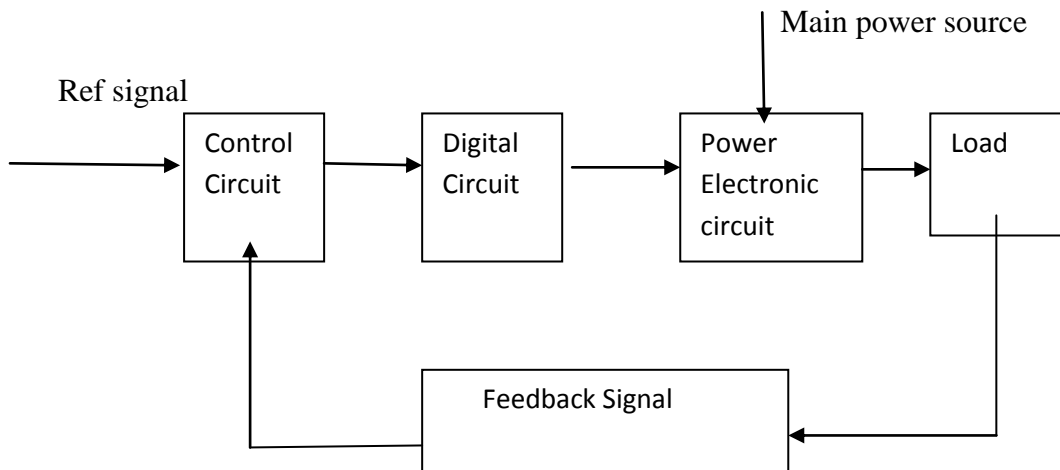 Main power source
Ref signal
Control
Circuit
Digital
Circuit
Power
Electronic
circuit
Load
Feedback Signal